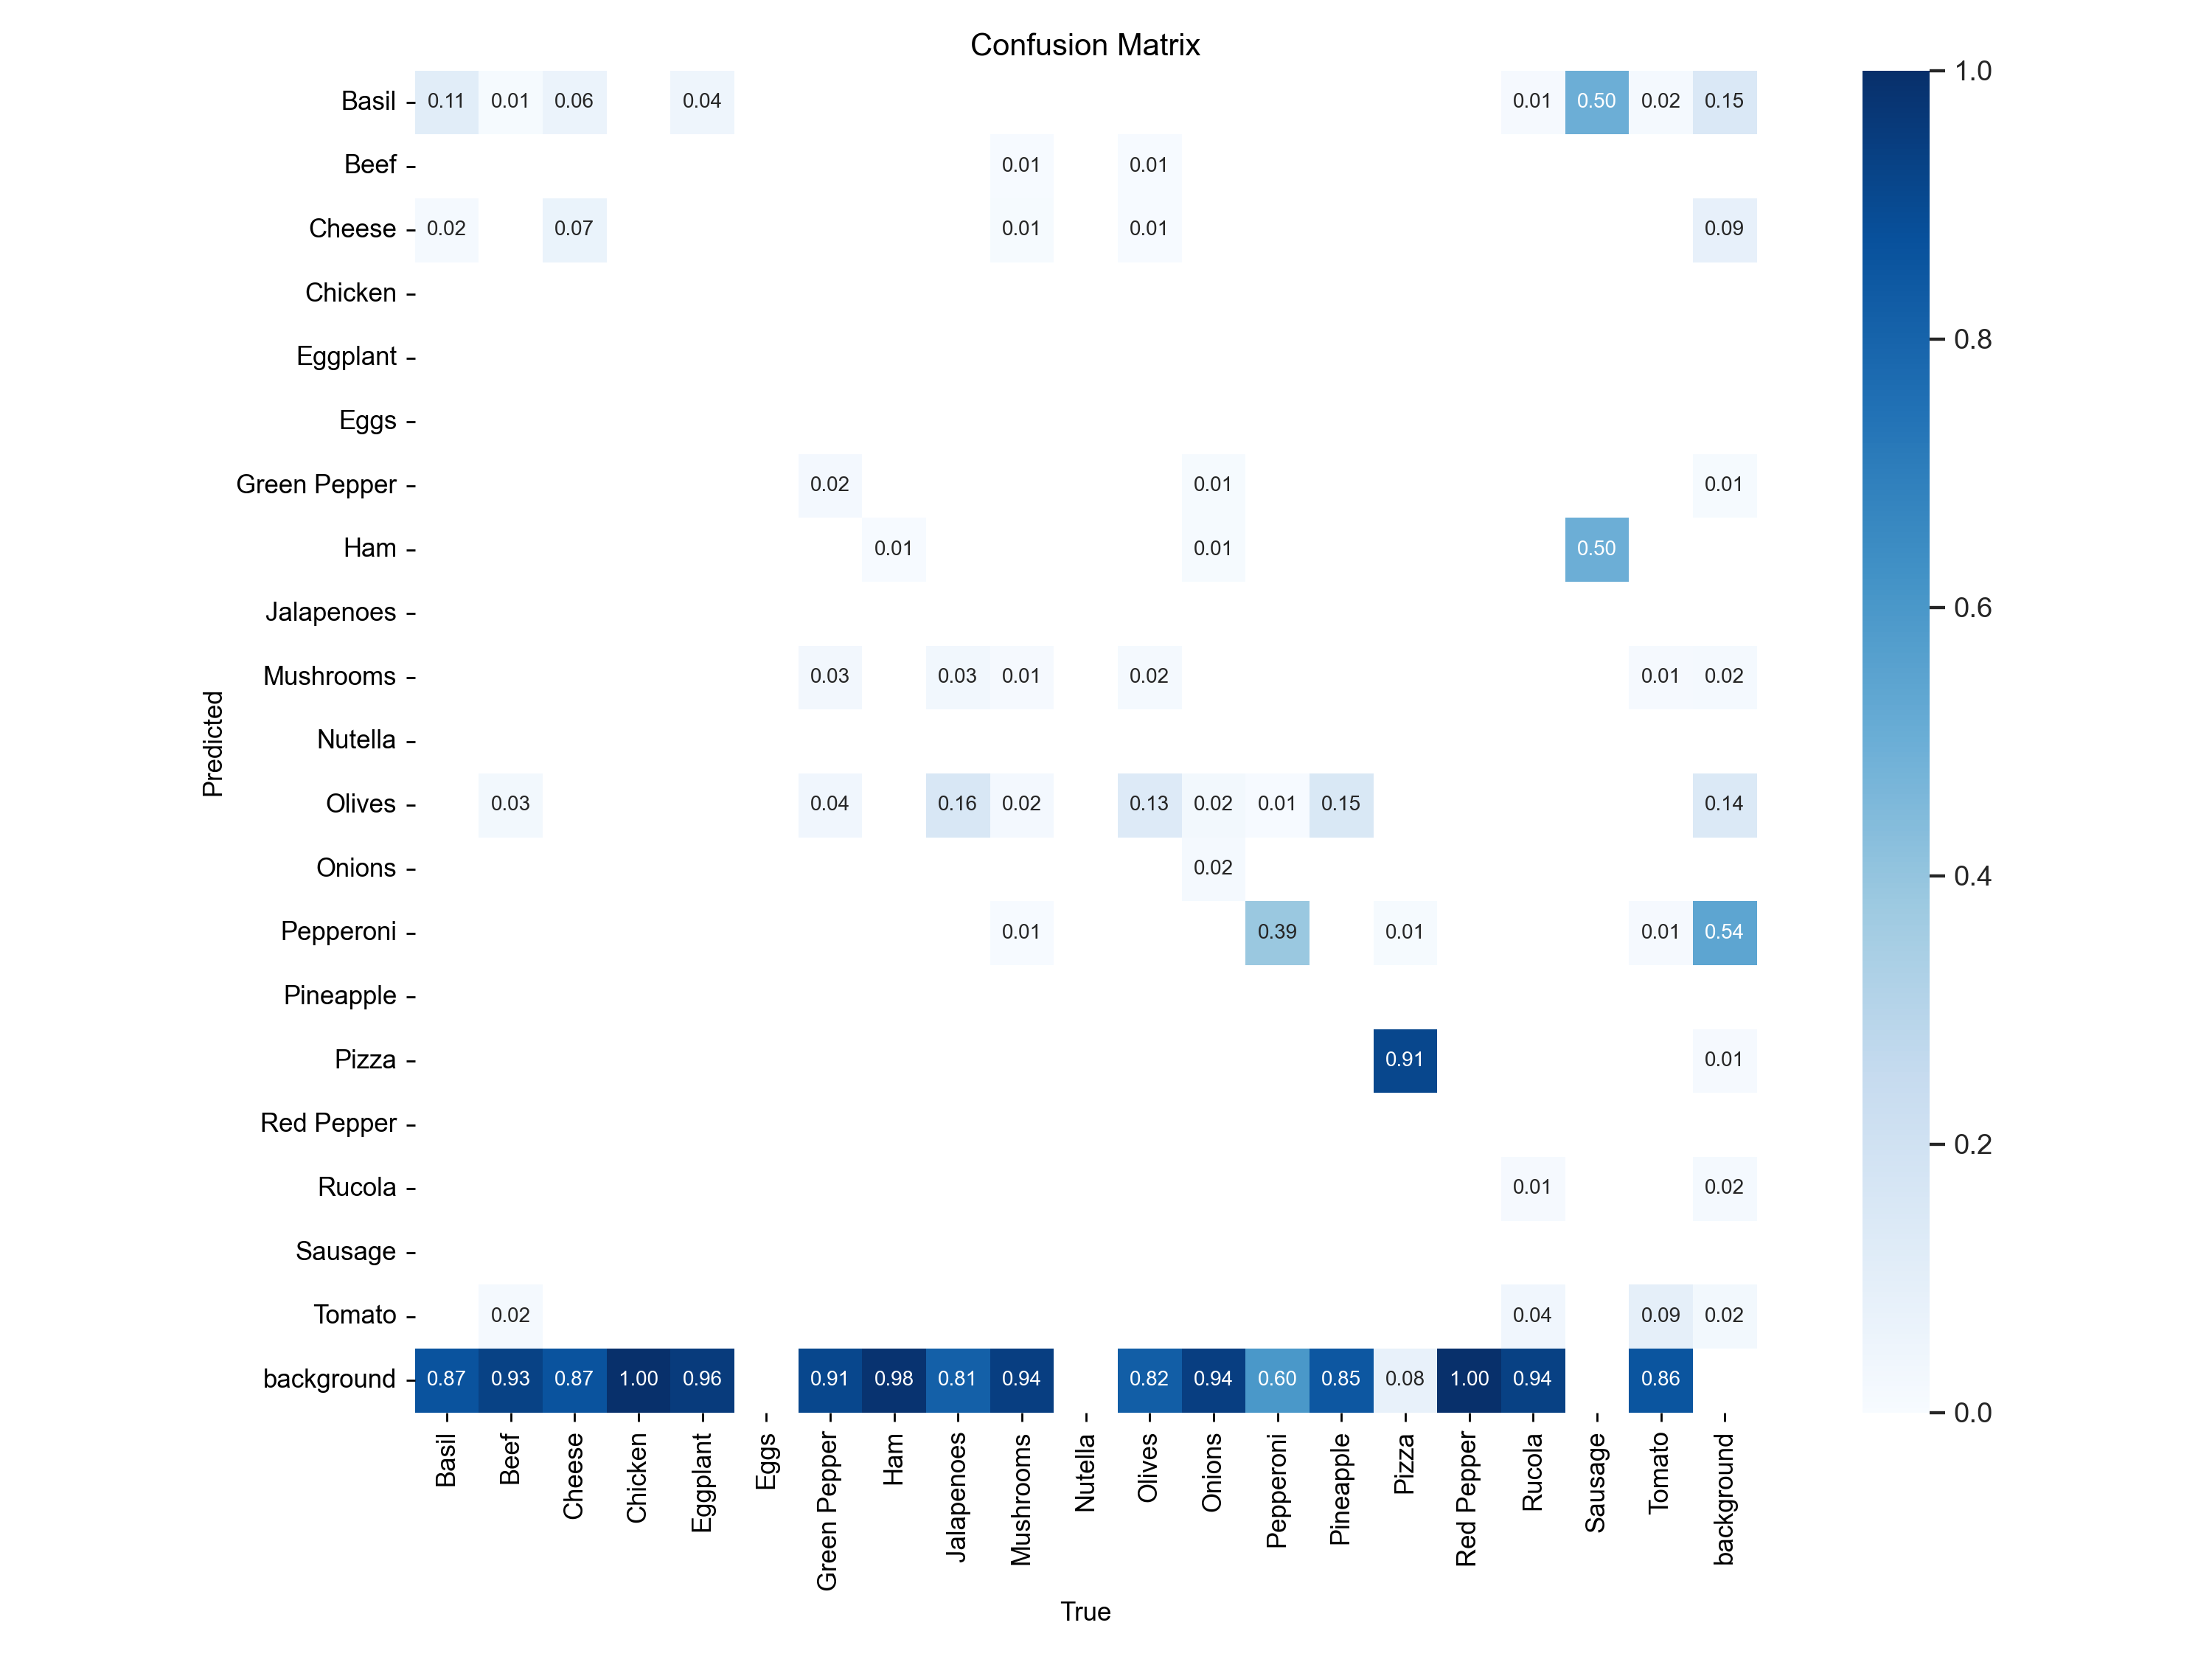 Confusion Matrix
Basil 0.11 0.01 0.06 0.04 0.01 0.50 0.02 0.15
Beef 0.01 0.01
Cheese 0.02 0.07 0.01 0.01 0.09
Chicken
Eggplant
Eggs
Green Pepper 0.02 0.01 0.01
Ham 0.01 0.01 0.50
Jalapenoes
Mushrooms 0.03 0.03 0.01 0.02 0.01 0.02
Nutella
Olives 0.03 0.04 0.16 0.02 0.13 0.02 0.01 0.15 0.14
Onions 0.02
Pepperoni 0.01 0.39 0.01 0.01 0.54
Pineapple
Pizza 0.91 0.01
Red Pepper
Rucola 0.01 0.02
Sausage
Tomato 0.02 0.04 0.09 0.02
background 0.87 0.93 0.87 1.00 0.96 0.91 0.98 0.81 0.94 0.82 0.94 0.60 0.85 0.08 1.00 0.94 0.86
Predicted
Basil
Beef
Cheese
Chicken
Eggplant
Eggs
Green Pepper
Ham
Jalapenoes
Mushrooms
Nutella
Olives
Onions
Pepperoni
Pineapple
Pizza
Red Pepper
Rucola
Sausage
Tomato
background
True
1.0
0.8
0.6
0.4
0.2
0.0